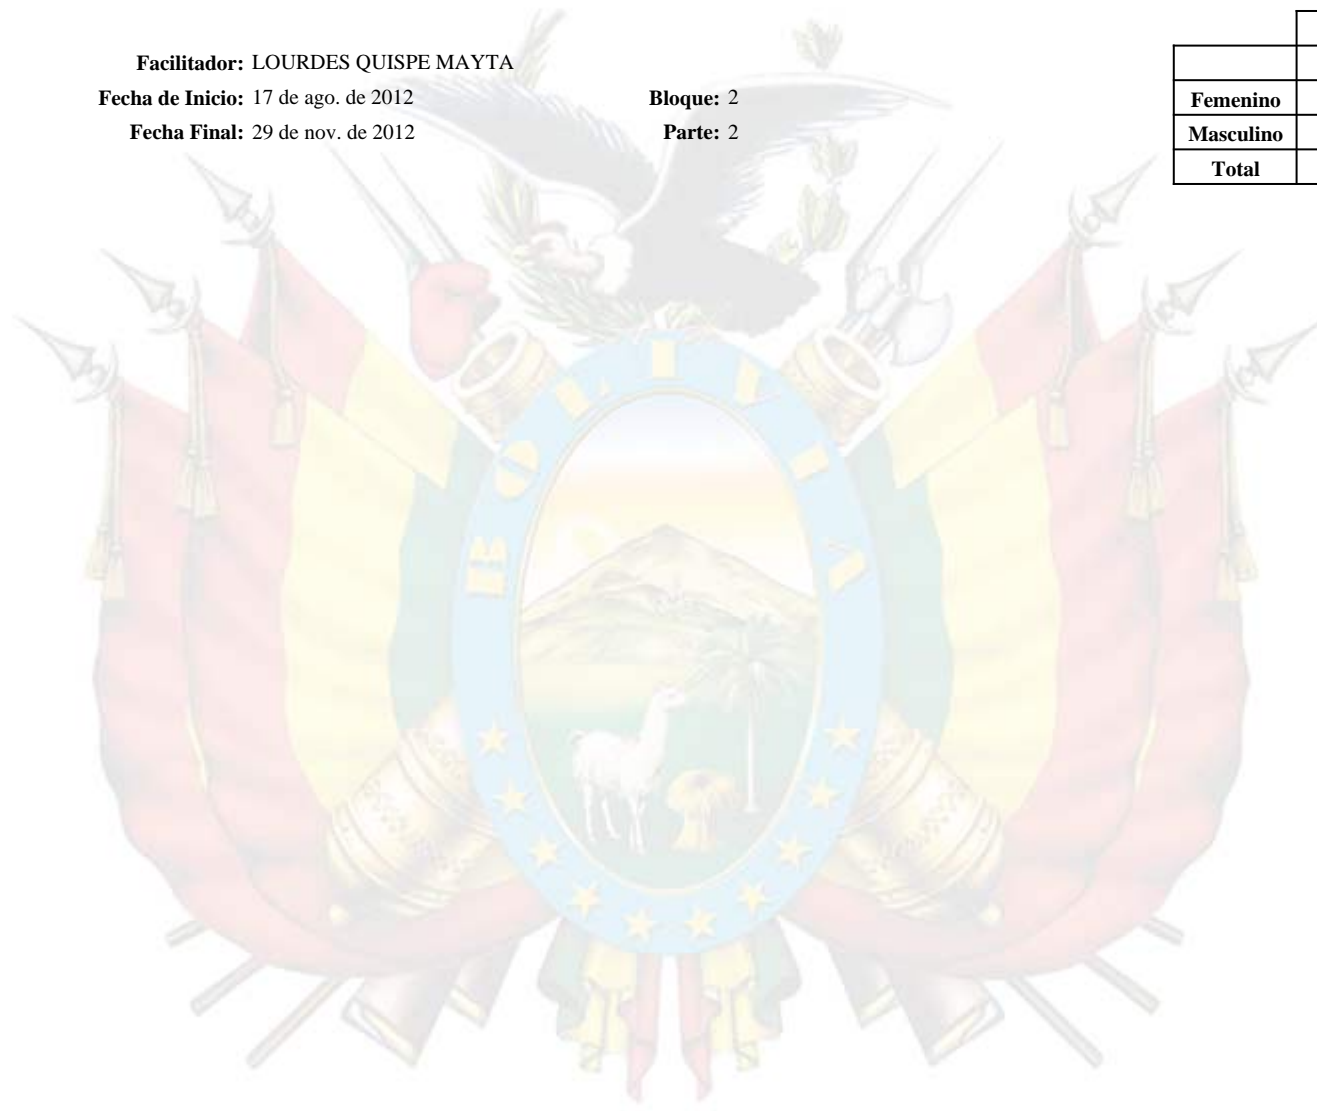 Facilitador: LOURDES QUISPE MAYTA
Fecha de Inicio: 17 de ago. de 2012 Bloque: 2
Fecha Final: 29 de nov. de 2012 Parte: 2
Femenino
Masculino
Total
BOLIVIA